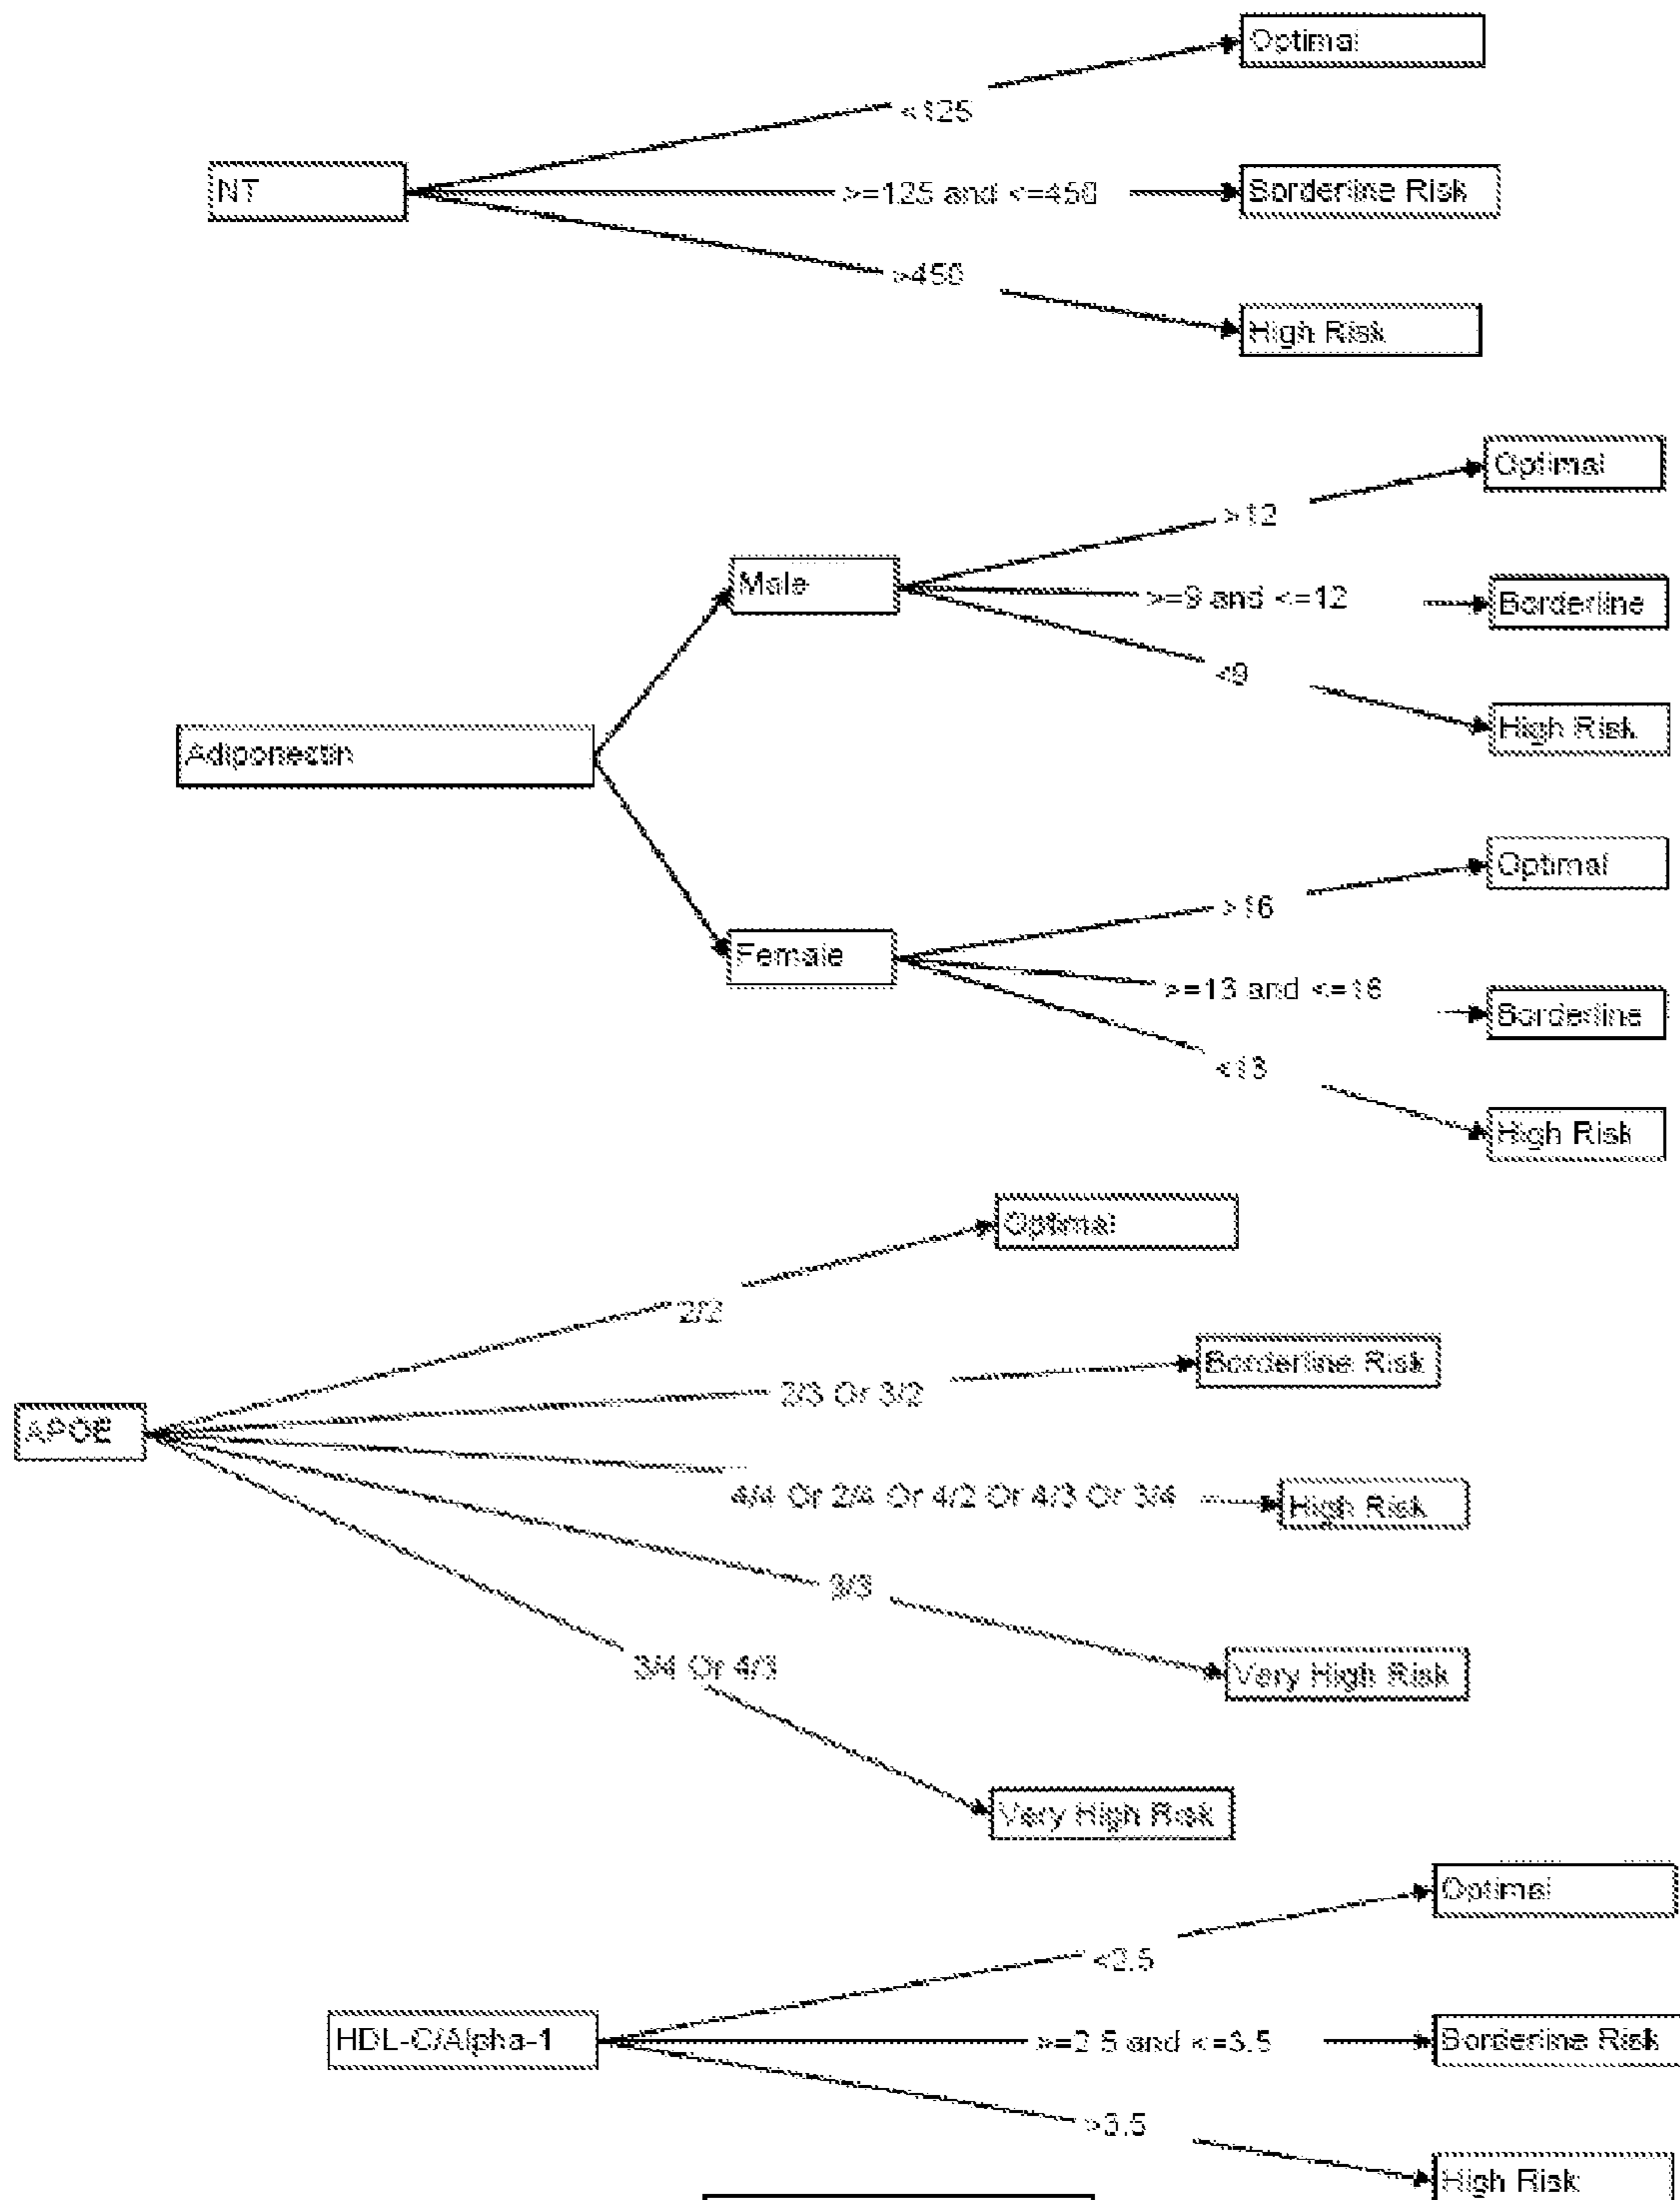 Optimal
<125
NT
>=125 and <=450
Borderline Risk
>450
High Risk
Optimal
>12
Male
>=9 and <=12
Borderline
<9
High Risk
Adiponectin
Optimal
>16
Female
>=13 and <=16
Borderline
<13
High Risk
Optimal
2/2
Borderline Risk
2/3 Or 3/2
APOE
4/4 Or 2/4 Or 4/2 Or 4/3 Or 3/4
High Risk
3/3
Very High Risk
3/4 Or 4/3
Very High Risk
Optimal
<2.5
HDL-C/Alpha-1
>=2.5 and <=3.5
Borderline Risk
>3.5
High Risk